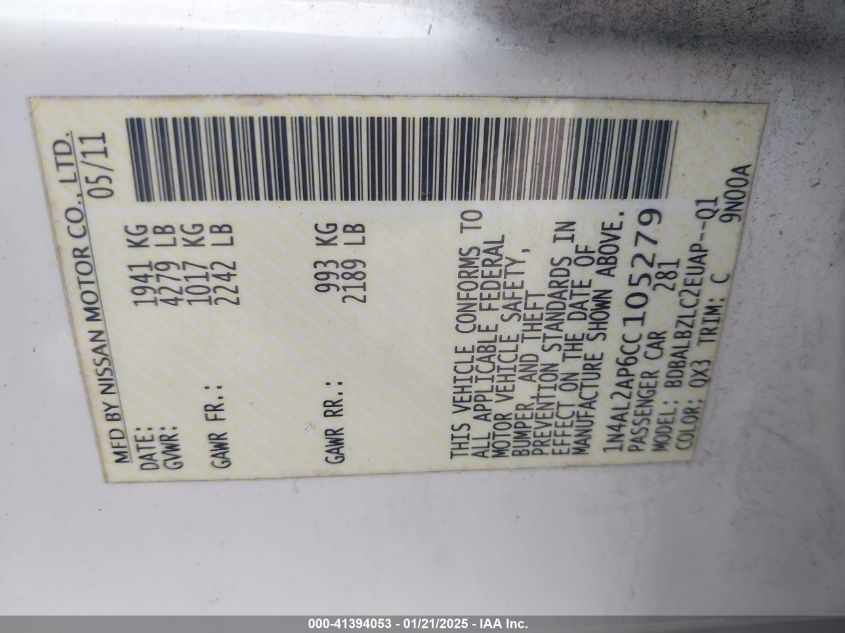 MFD BY NISSAN MOTOR CO., LTD.
DATE: 05/11
GVWR: 1941 KG
4279 LB
GAWR FR.: 1017 KG
2242 LB
GAWR RR.: 993 KG
2189 LB
THIS VEHICLE CONFORMS TO
ALL APPLICABLE FEDERAL
MOTOR VEHICLE SAFETY,
BUMPER, AND THEFT
PREVENTION STANDARDS IN
EFFECT ON THE DATE OF
MANUFACTURE SHOWN ABOVE.
1N4AL2AP6CC105279
PASSENGER CAR 281
MODEL: BDBALBZLC2EUAP--Q1
COLOR: QX3 TRIM: C 9N00A
000-41394053 - 01/21/2025 - IAA Inc.